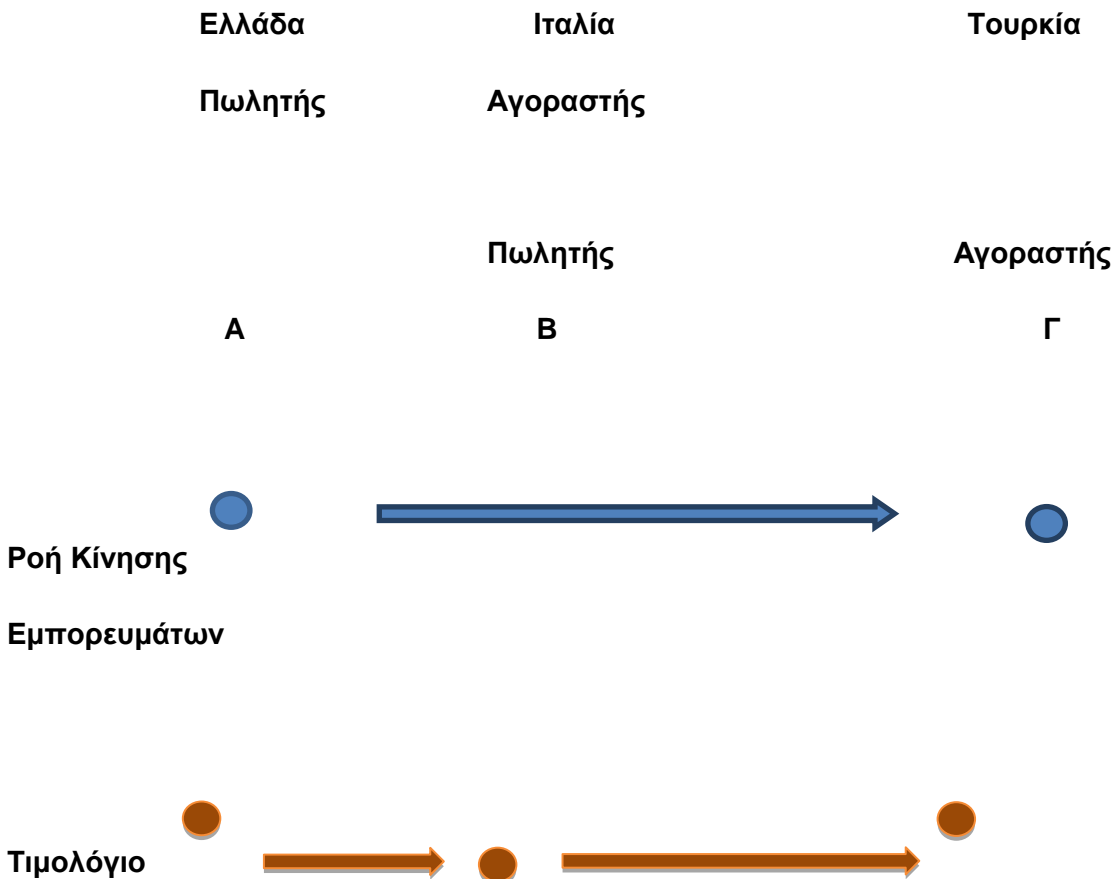 Ελλάδα Ιταλία Τουρκία
Πωλητής Αγοραστής
Πωλητής Αγοραστής
Α Β Γ
Ροή Κίνησης
Εμπορευμάτων
Τιμολόγιο